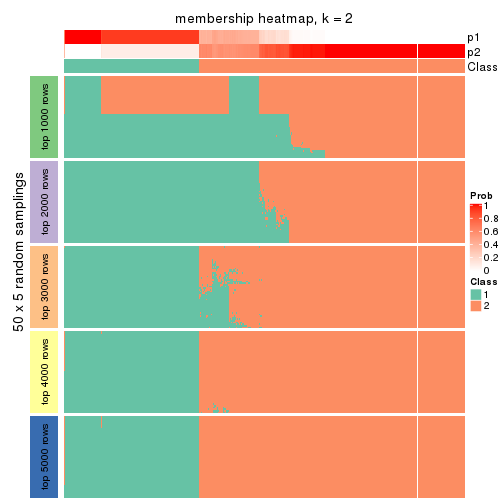 membership heatmap, k = 2
p1
p2
Class
50 x 5 random samplings
top 1000 rows
top 2000 rows
top 3000 rows
top 4000 rows
top 5000 rows
Prob
1
0.8
0.6
0.4
0.2
0
Class
1
2